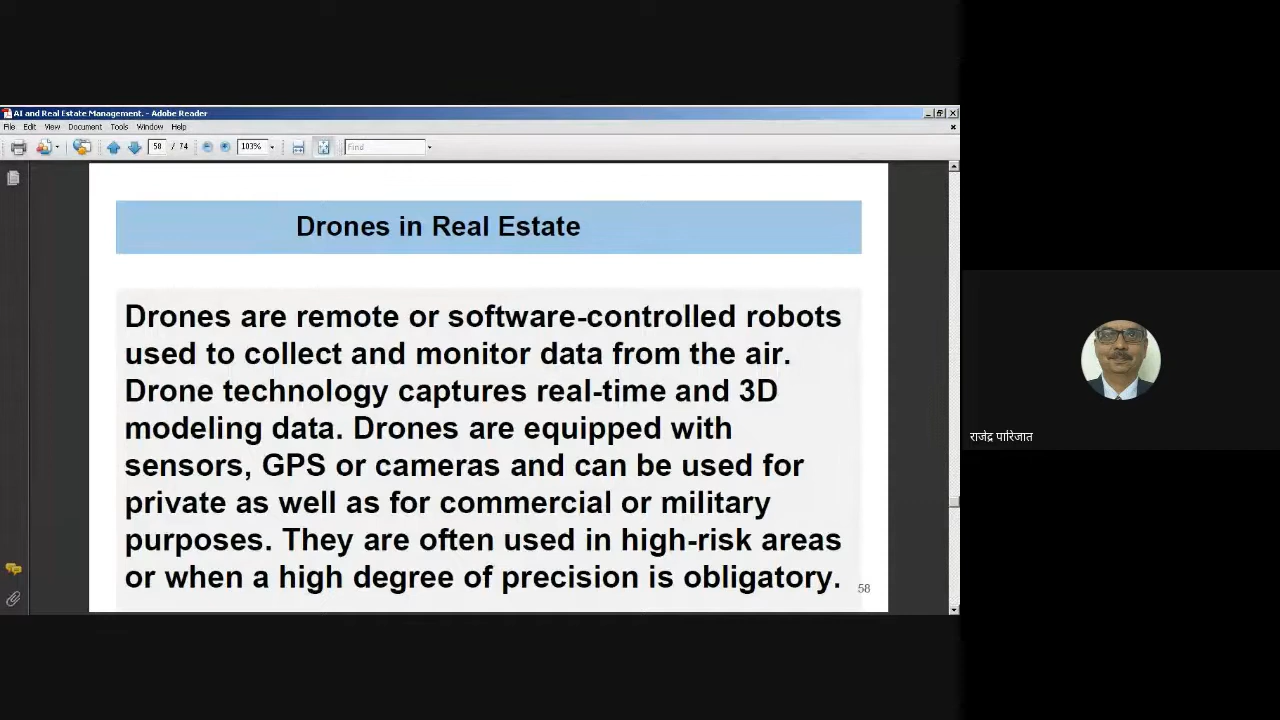 AI and Real Estate Management. - Adobe Reader
File Edit View Document Tools Window Help
58 / 74 103% Find
Drones in Real Estate
Drones are remote or software-controlled robots
used to collect and monitor data from the air.
Drone technology captures real-time and 3D
modeling data. Drones are equipped with
sensors, GPS or cameras and can be used for
private as well as for commercial or military
purposes. They are often used in high-risk areas
or when a high degree of precision is obligatory.
58
राजेंद्र पारिजात